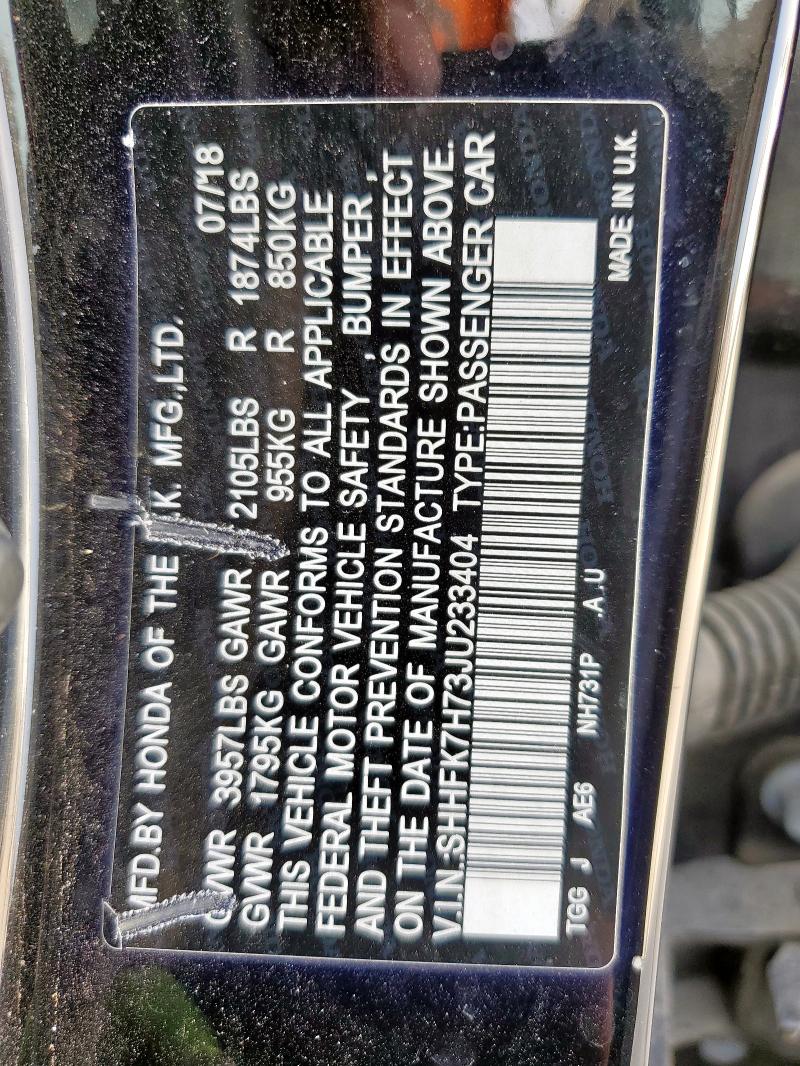 MFD.BY HONDA OF THE U.K. MFG.,LTD. 07/18
GVWR 3957LBS GAWR 2105LBS R 1874LBS
GVWR 1795KG GAWR 955KG R 850KG
THIS VEHICLE CONFORMS TO ALL APPLICABLE
FEDERAL MOTOR VEHICLE SAFETY , BUMPER ,
AND THEFT PREVENTION STANDARDS IN EFFECT
ON THE DATE OF MANUFACTURE SHOWN ABOVE.
V.I.N.:SHHFK7H73JU233404 TYPE:PASSENGER CAR
TGG J AE6 NH731P .A.U MADE IN U.K.